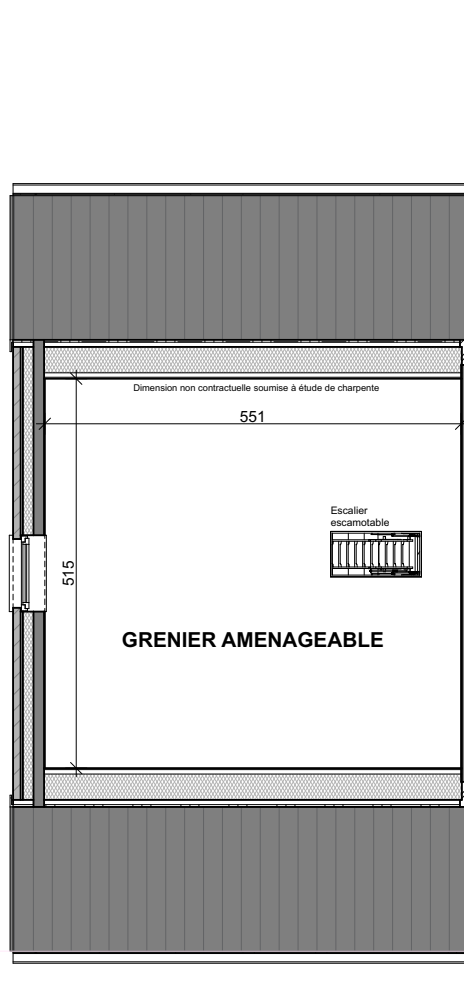 Dimension non contractuelle soumise à étude de charpente
551
Escalier
escamotable
515
GRENIER AMENAGEABLE